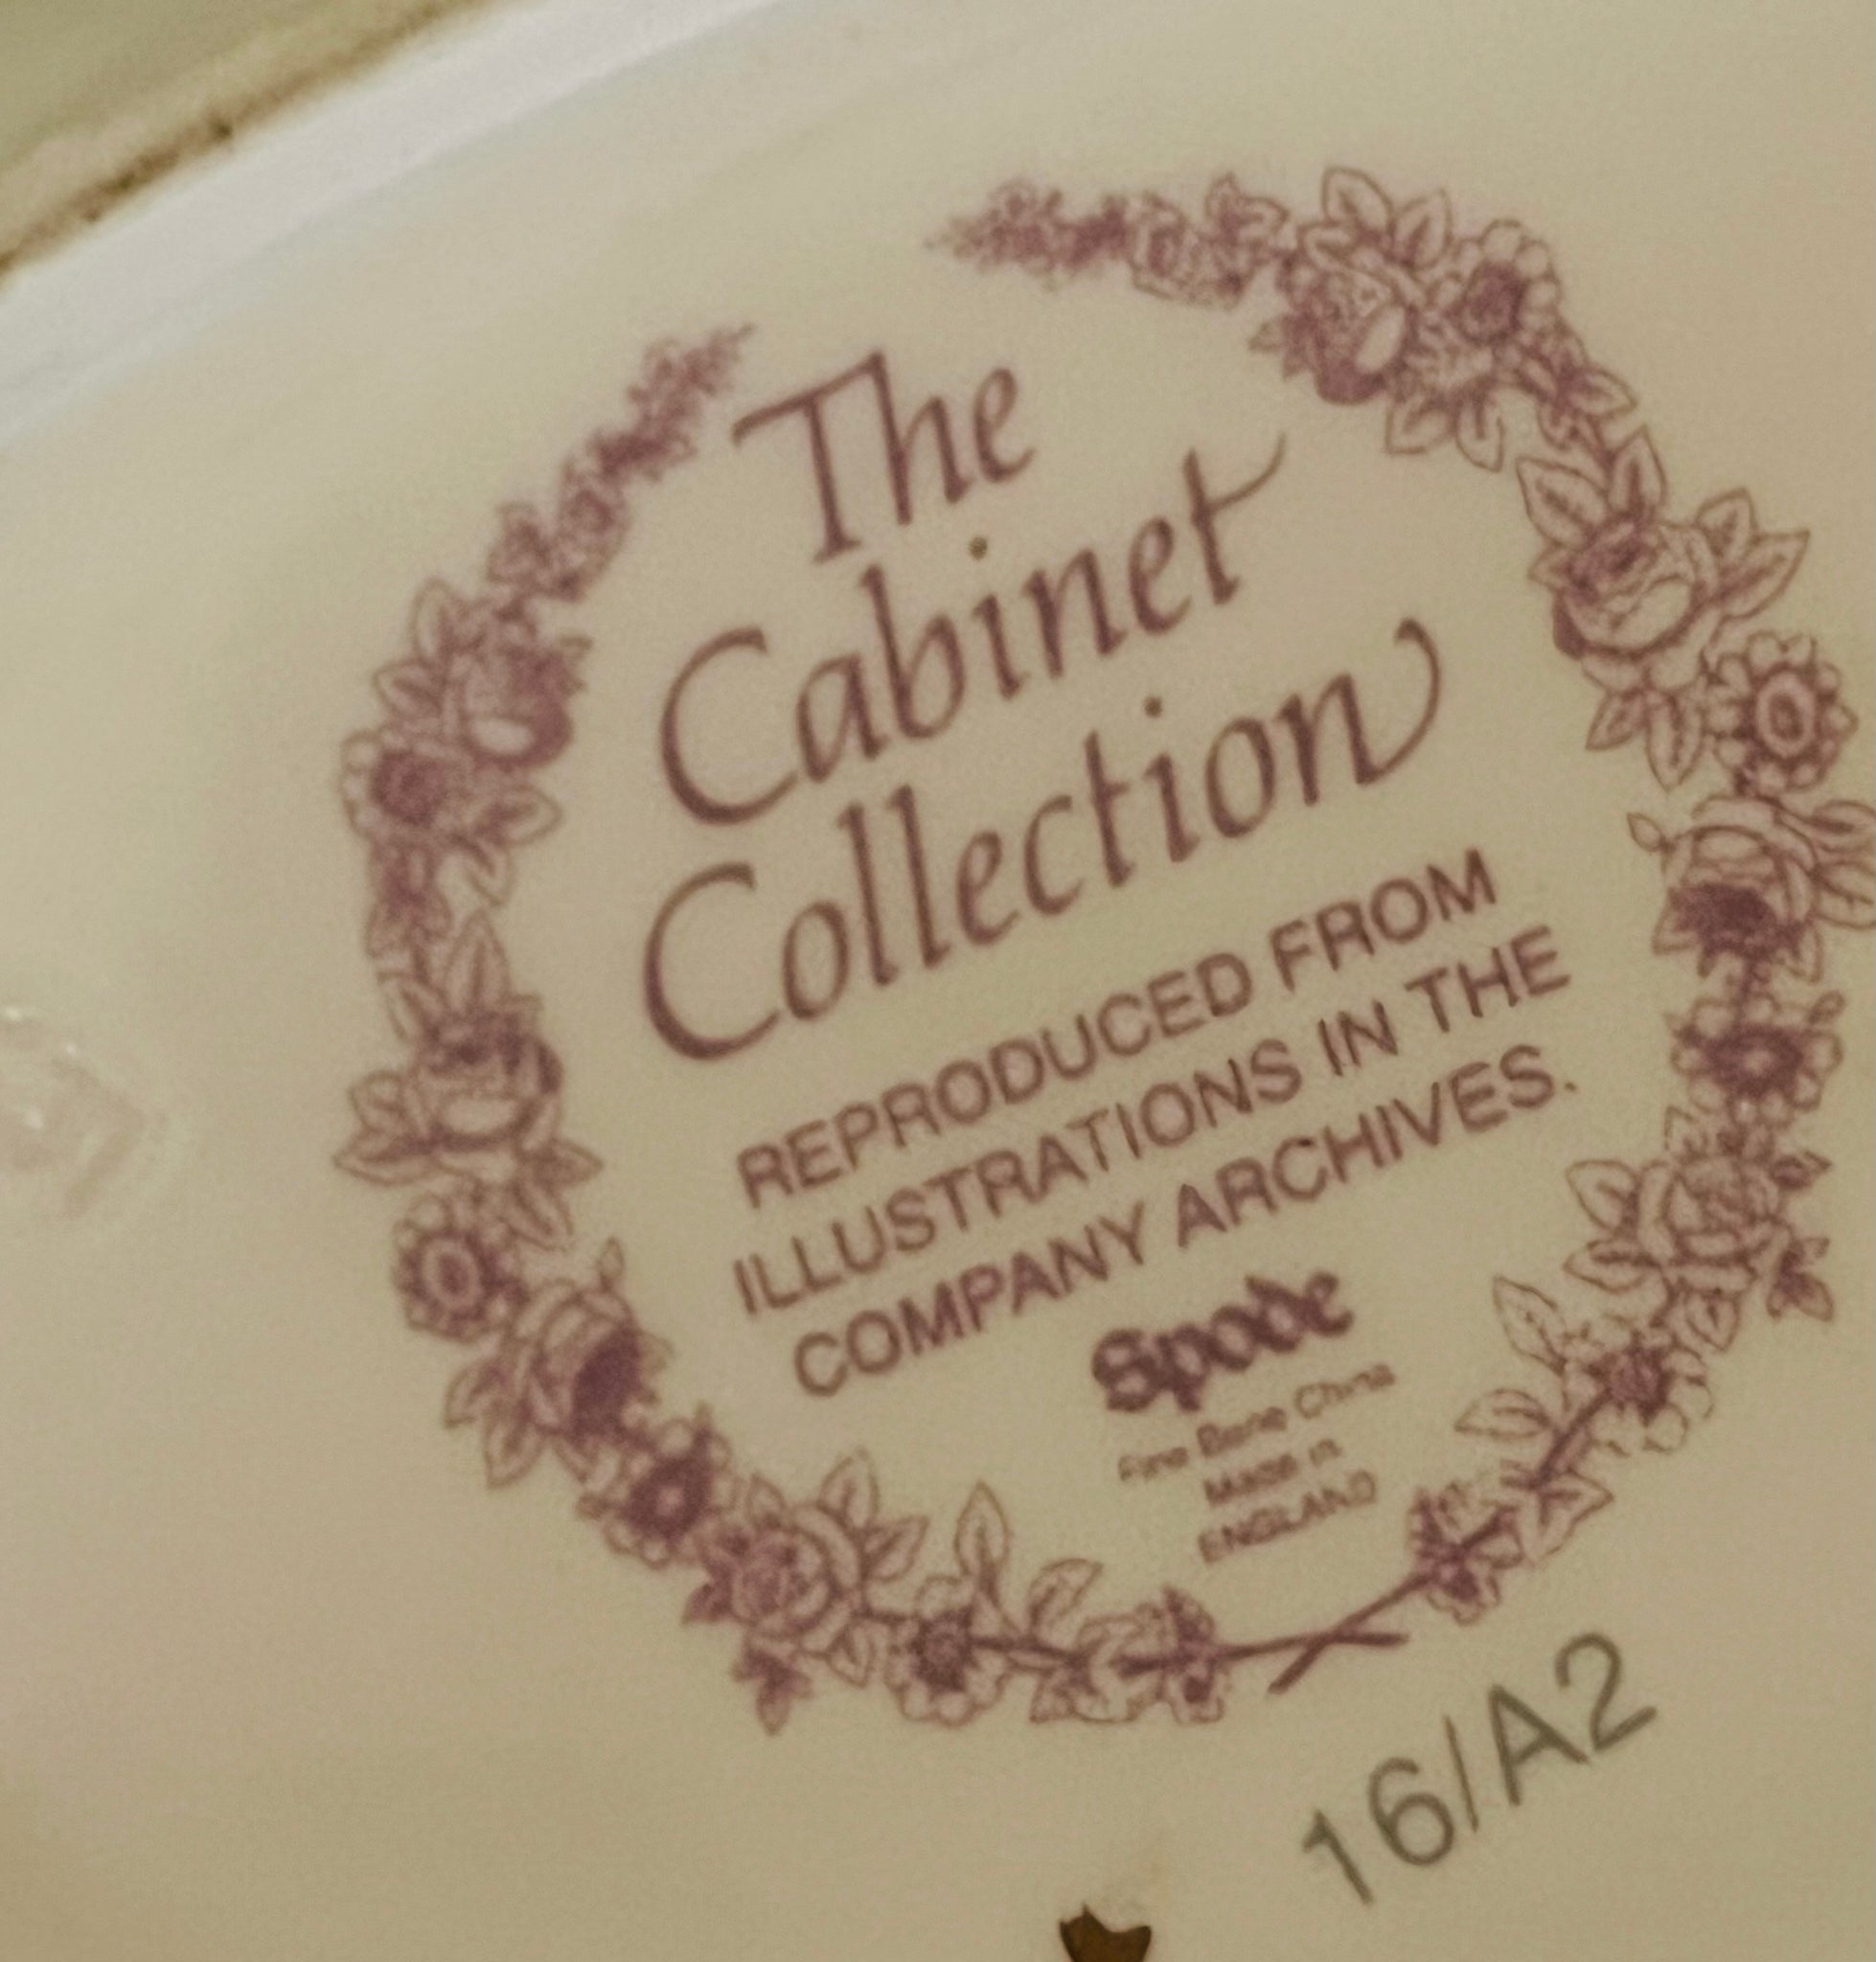 The
Cabinet
Collection
REPRODUCED FROM
ILLUSTRATIONS IN THE
COMPANY ARCHIVES.
Spode
Fine Bone China
Made in
ENGLAND
16/A2